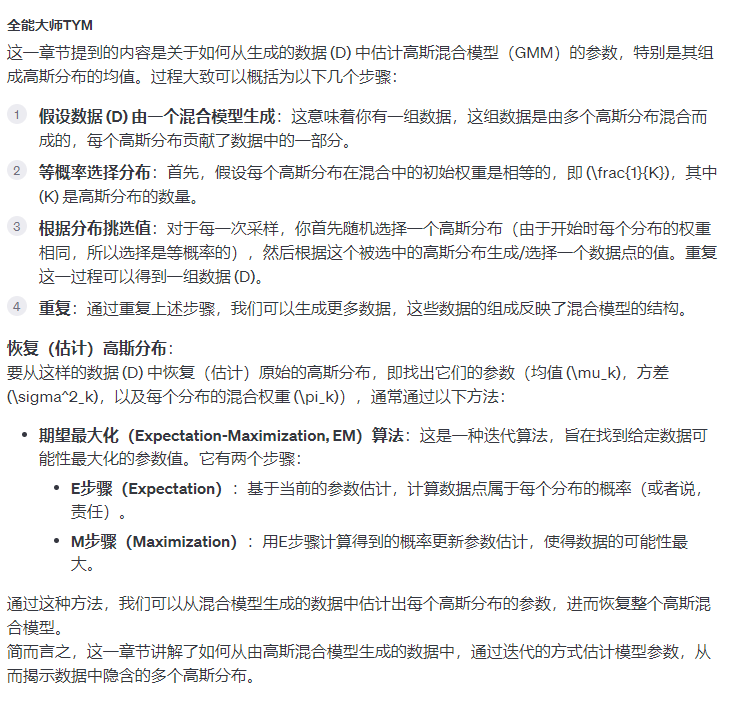 全能大师TYM
这一章节提到的内容是关于如何从生成的数据 (D) 中估计高斯混合模型（GMM）的参数，特别是其组
成高斯分布的均值。过程大致可以概括为以下几个步骤：
1 假设数据 (D) 由一个混合模型生成：这意味着你有一组数据，这组数据是由多个高斯分布混合而
成的，每个高斯分布贡献了数据中的一部分。
2 等概率选择分布：首先，假设每个高斯分布在混合中的初始权重是相等的，即 (\frac{1}{K})，其中
(K) 是高斯分布的数量。
3 根据分布挑选值：对于每一次采样，你首先随机选择一个高斯分布（由于开始时每个分布的权重
相同，所以选择是等概率的），然后根据这个被选中的高斯分布生成/选择一个数据点的值。重复
这一过程可以得到一组数据 (D)。
4 重复：通过重复上述步骤，我们可以生成更多数据，这些数据的组成反映了混合模型的结构。
恢复（估计）高斯分布：
要从这样的数据 (D) 中恢复（估计）原始的高斯分布，即找出它们的参数（均值 (\mu_k)，方差
(\sigma^2_k)，以及每个分布的混合权重 (\pi_k)），通常通过以下方法：
• 期望最大化（Expectation-Maximization, EM）算法：这是一种迭代算法，旨在找到给定数据可
能性最大化的参数值。它有两个步骤：
• E步骤（Expectation）：基于当前的参数估计，计算数据点属于每个分布的概率（或者说，
责任）。
• M步骤（Maximization）：用E步骤计算得到的概率更新参数估计，使得数据的可能性最
大。
通过这种方法，我们可以从混合模型生成的数据中估计出每个高斯分布的参数，进而恢复整个高斯混
合模型。
简而言之，这一章节讲解了如何从由高斯混合模型生成的数据中，通过迭代的方式估计模型参数，从
而揭示数据中隐含的多个高斯分布。